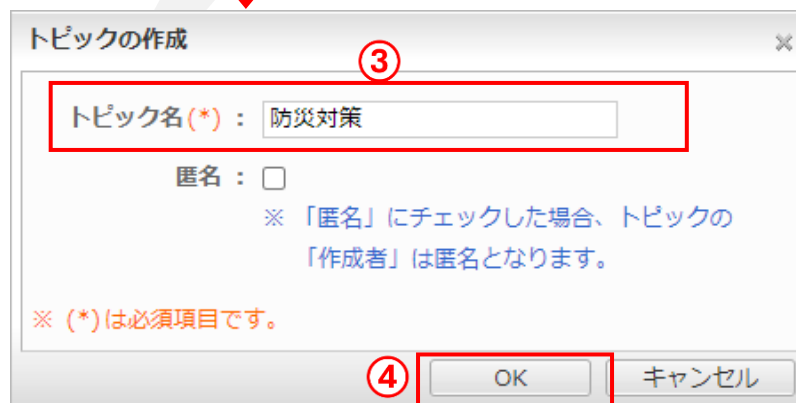 トピックの作成
③
トピック名(*) : 防災対策
匿名 :
※ 「匿名」にチェックした場合、トピックの
「作成者」は匿名となります。
※ (*)は必須項目です。
④ OK キャンセル